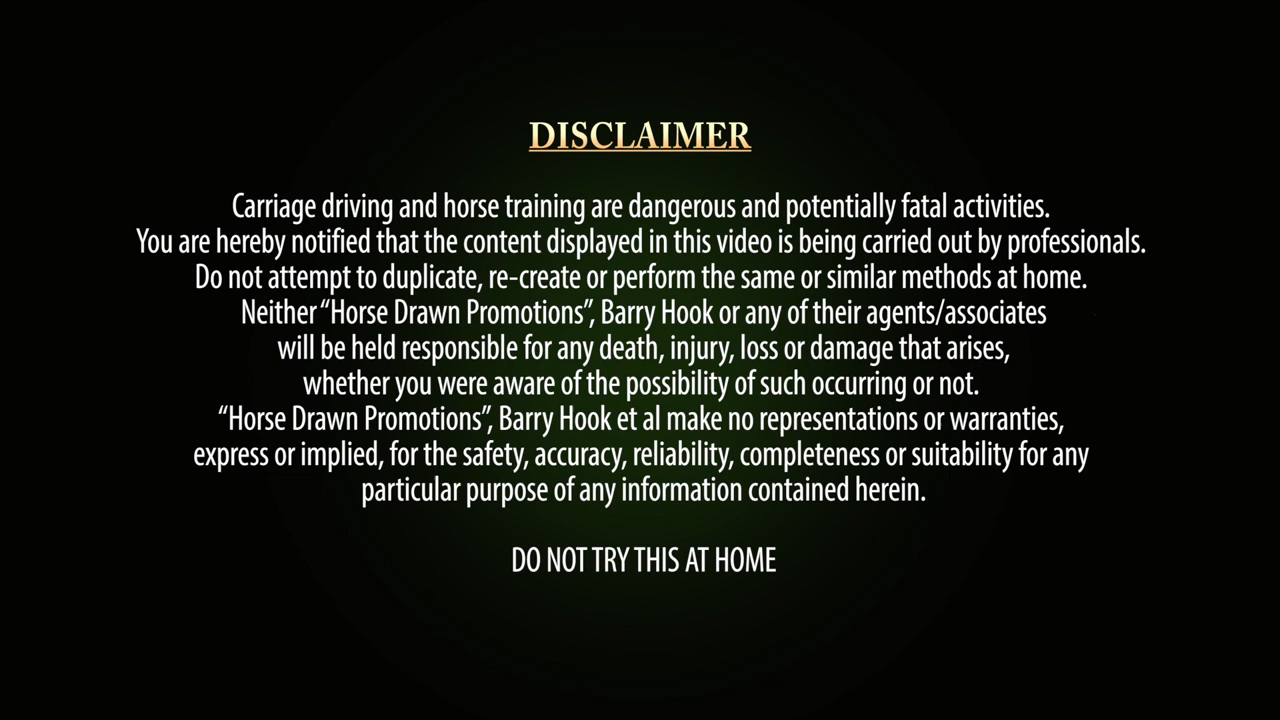 DISCLAIMER
Carriage driving and horse training are dangerous and potentially fatal activities.
You are hereby notified that the content displayed in this video is being carried out by professionals.
Do not attempt to duplicate, re-create or perform the same or similar methods at home.
Neither “Horse Drawn Promotions”, Barry Hook or any of their agents/associates
will be held responsible for any death, injury, loss or damage that arises,
whether you were aware of the possibility of such occurring or not.
“Horse Drawn Promotions”, Barry Hook et al make no representations or warranties,
express or implied, for the safety, accuracy, reliability, completeness or suitability for any
particular purpose of any information contained herein.
DO NOT TRY THIS AT HOME